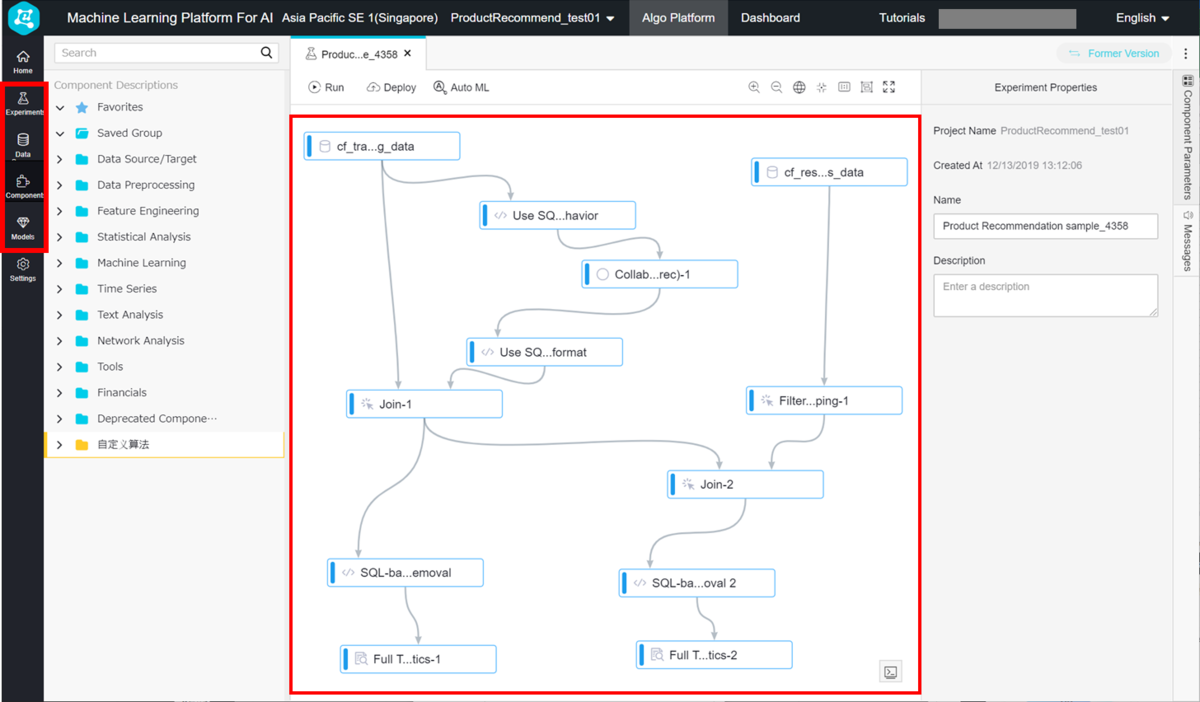 Machine Learning Platform For AI Asia Pacific SE 1(Singapore) ProductRecommend_test01 Algo Platform Dashboard Tutorials English
Home
Experiments
Data
Component
Models
Settings
Search
Component Descriptions
Favorites
Saved Group
Data Source/Target
Data Preprocessing
Feature Engineering
Statistical Analysis
Machine Learning
Time Series
Text Analysis
Network Analysis
Tools
Financials
Deprecated Compone···
自定义算法
Produc...e_4358
Former Version
Run Deploy Auto ML
cf_tra...g_data
cf_res...s_data
Use SQ...havior
Collab...rec)-1
Use SQ...format
Join-1
Filter...ping-1
Join-2
SQL-ba...emoval
SQL-ba...oval 2
Full T...tics-1
Full T...tics-2
Experiment Properties
Project Name ProductRecommend_test01
Created At 12/13/2019 13:12:06
Name
Product Recommendation sample_4358
Description
Enter a description
Component Parameters
Messages